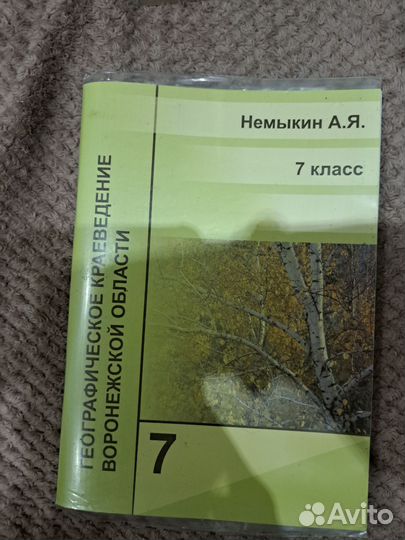 Немыкин А.Я.
7 класс
ГЕОГРАФИЧЕСКОЕ КРАЕВЕДЕНИЕ
ВОРОНЕЖСКОЙ ОБЛАСТИ
7
Avito